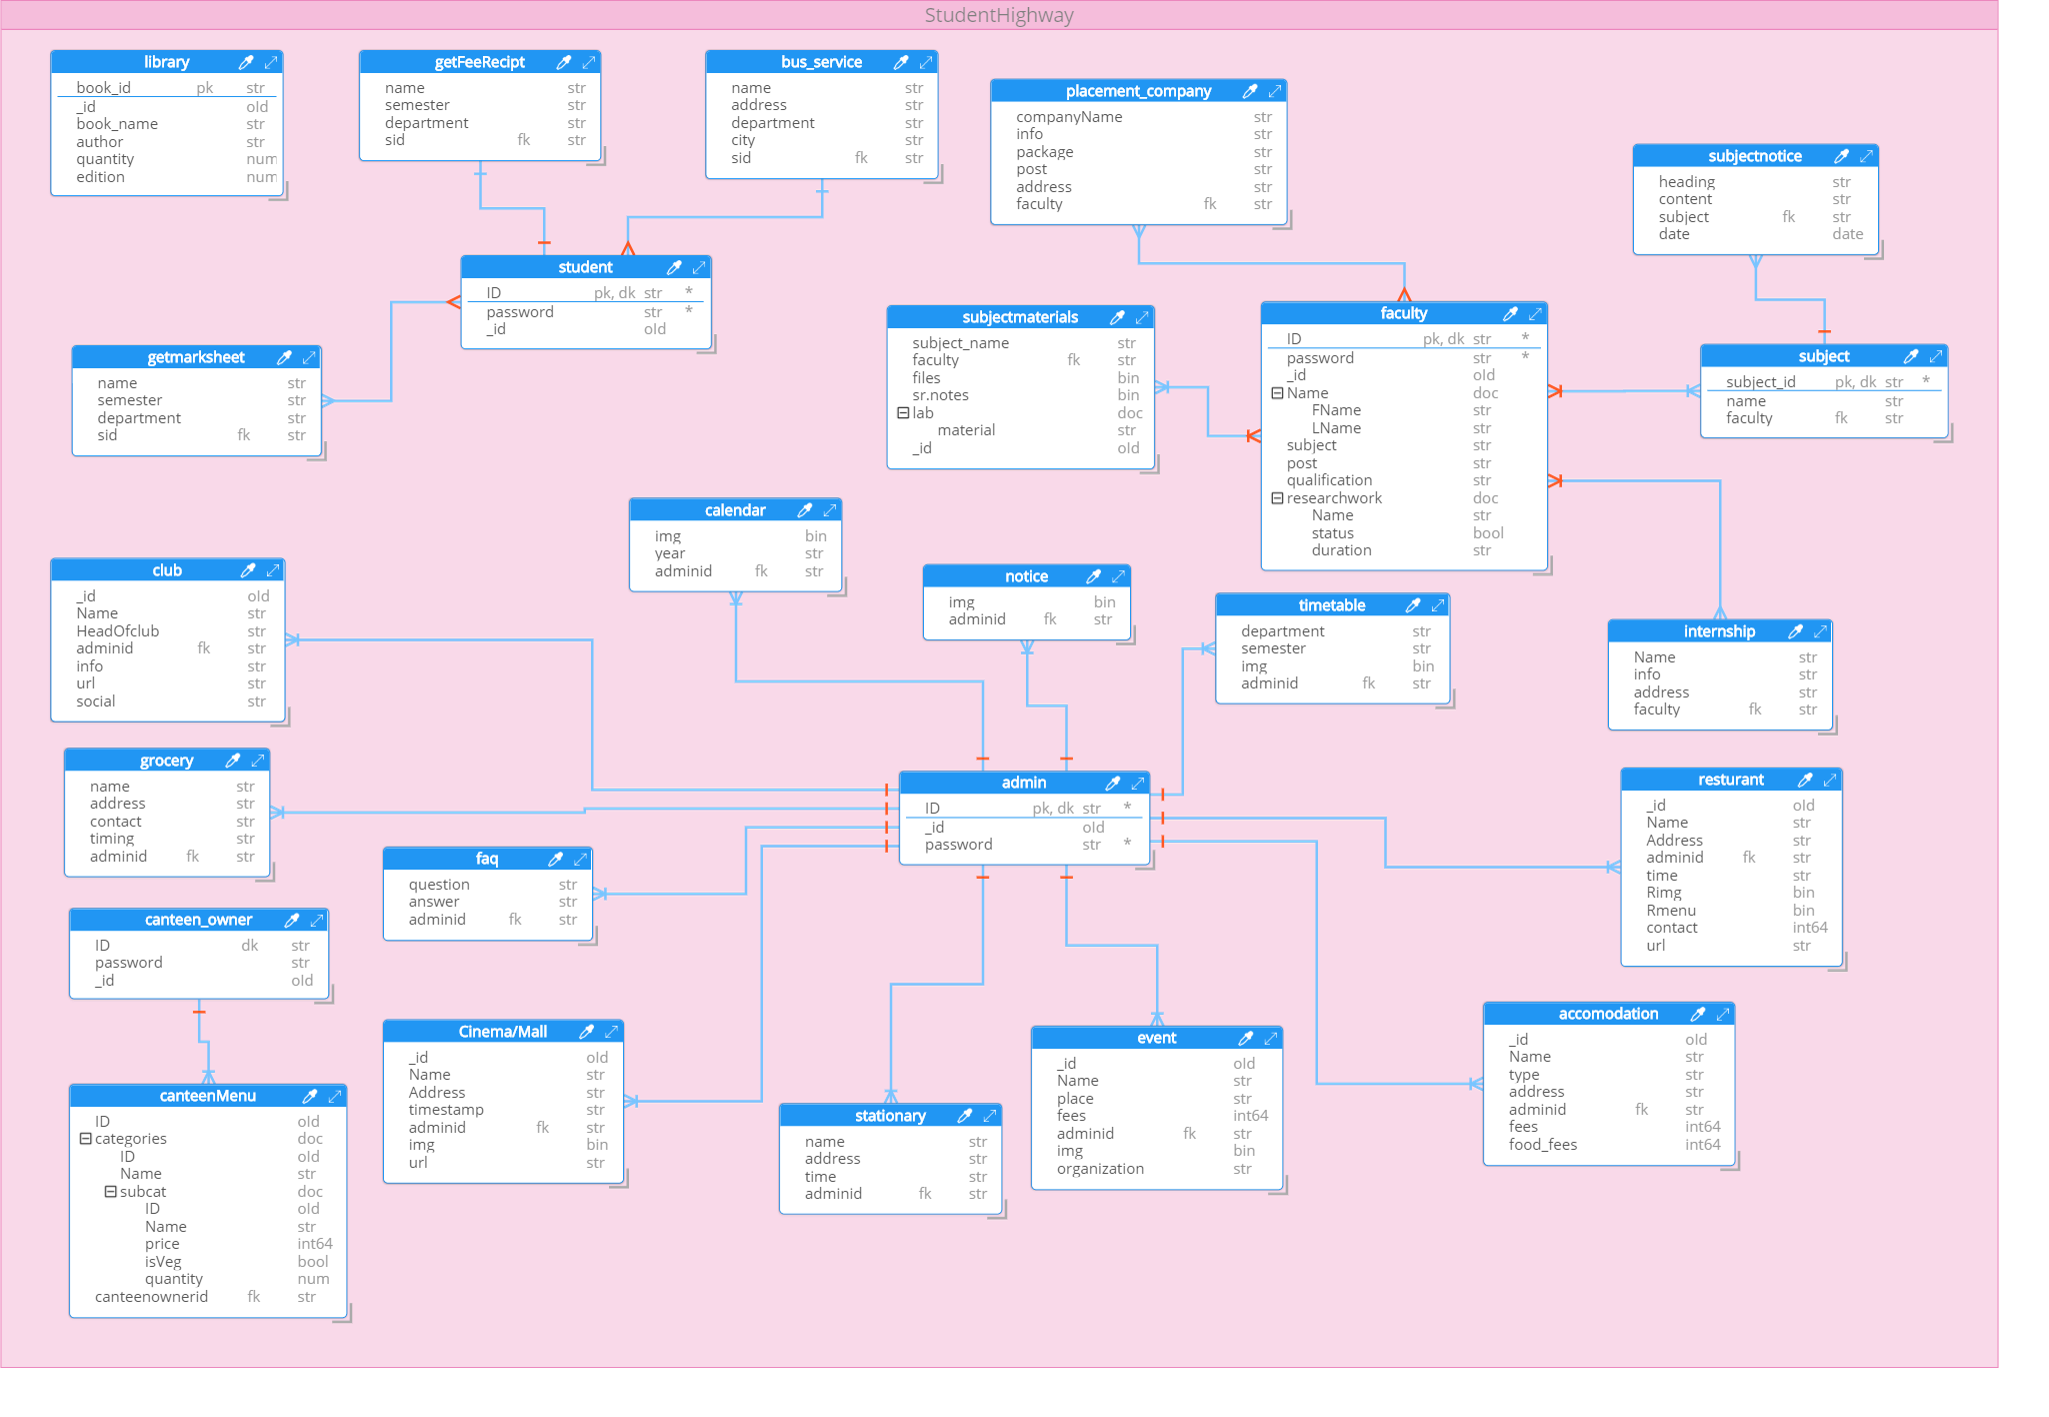 StudentHighway
library
book_id pk str
_id old
book_name str
author str
quantity num
edition num
getFeeRecipt
name str
semester str
department str
sid fk str
bus_service
name str
address str
department str
city str
sid fk str
placement_company
companyName str
info str
package str
post str
address str
faculty fk str
subjectnotice
heading str
content str
subject fk str
date date
student
ID pk, dk str *
password str *
_id old
getmarksheet
name str
semester str
department str
sid fk str
subjectmaterials
subject_name str
faculty fk str
files bin
sr.notes bin
lab doc
material str
_id old
faculty
ID pk, dk str *
password str *
_id old
Name doc
FName str
LName str
subject str
post str
qualification str
researchwork doc
Name str
status bool
duration str
subject
subject_id pk, dk str *
name str
faculty fk str
calendar
img bin
year str
adminid fk str
club
_id old
Name str
HeadOfclub str
adminid fk str
info str
url str
social str
notice
img bin
adminid fk str
timetable
department str
semester str
img bin
adminid fk str
internship
Name str
info str
address str
faculty fk str
grocery
name str
address str
contact str
timing str
adminid fk str
admin
ID pk, dk str *
_id old
password str *
resturant
_id old
Name str
Address str
adminid fk str
time str
Rimg bin
Rmenu bin
contact int64
url str
faq
question str
answer str
adminid fk str
canteen_owner
ID dk str
password str
_id old
Cinema/Mall
_id old
Name str
Address str
timestamp str
adminid fk str
img bin
url str
event
_id old
Name str
place str
fees int64
adminid fk str
img bin
organization str
accomodation
_id old
Name str
type str
address str
adminid fk str
fees int64
food_fees int64
canteenMenu
ID old
categories doc
ID old
Name str
subcat doc
ID old
Name str
price int64
isVeg bool
quantity num
canteenownerid fk str
stationary
name str
address str
time str
adminid fk str